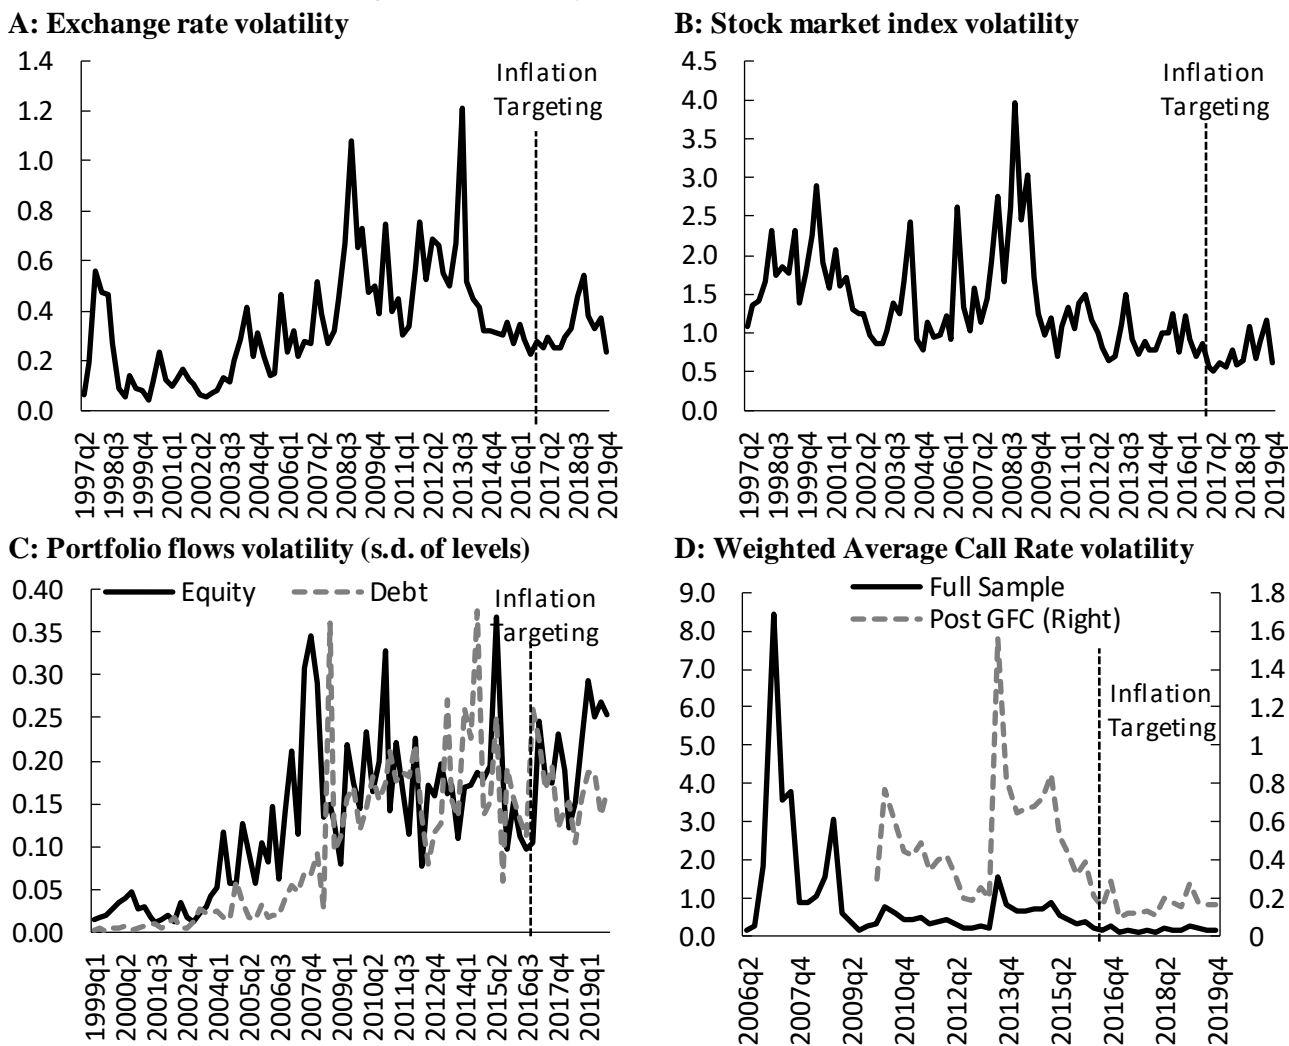 A: Exchange rate volatility
1.4
1.2
1.0
0.8
0.6
0.4
0.2
0.0
Inflation
Targeting
1997q2
1998q3
1999q4
2001q1
2002q2
2003q3
2004q4
2006q1
2007q2
2008q3
2009q4
2011q1
2012q2
2013q3
2014q4
2016q1
2017q2
2018q3
2019q4
B: Stock market index volatility
4.5
4.0
3.5
3.0
2.5
2.0
1.5
1.0
0.5
0.0
Inflation
Targeting
1997q2
1998q3
1999q4
2001q1
2002q2
2003q3
2004q4
2006q1
2007q2
2008q3
2009q4
2011q1
2012q2
2013q3
2014q4
2016q1
2017q2
2018q3
2019q4
C: Portfolio flows volatility (s.d. of levels)
0.40
0.35
0.30
0.25
0.20
0.15
0.10
0.05
0.00
Equity
Debt
Inflation
Targeting
1999q1
2000q2
2001q3
2002q4
2004q1
2005q2
2006q3
2007q4
2009q1
2010q2
2011q3
2012q4
2014q1
2015q2
2016q3
2017q4
2019q1
D: Weighted Average Call Rate volatility
Full Sample
Post GFC (Right)
9.0
8.0
7.0
6.0
5.0
4.0
3.0
2.0
1.0
0.0
1.8
1.6
1.4
1.2
1
0.8
0.6
0.4
0.2
0
Inflation
Targeting
2006q2
2007q4
2009q2
2010q4
2012q2
2013q4
2015q2
2016q4
2018q2
2019q4